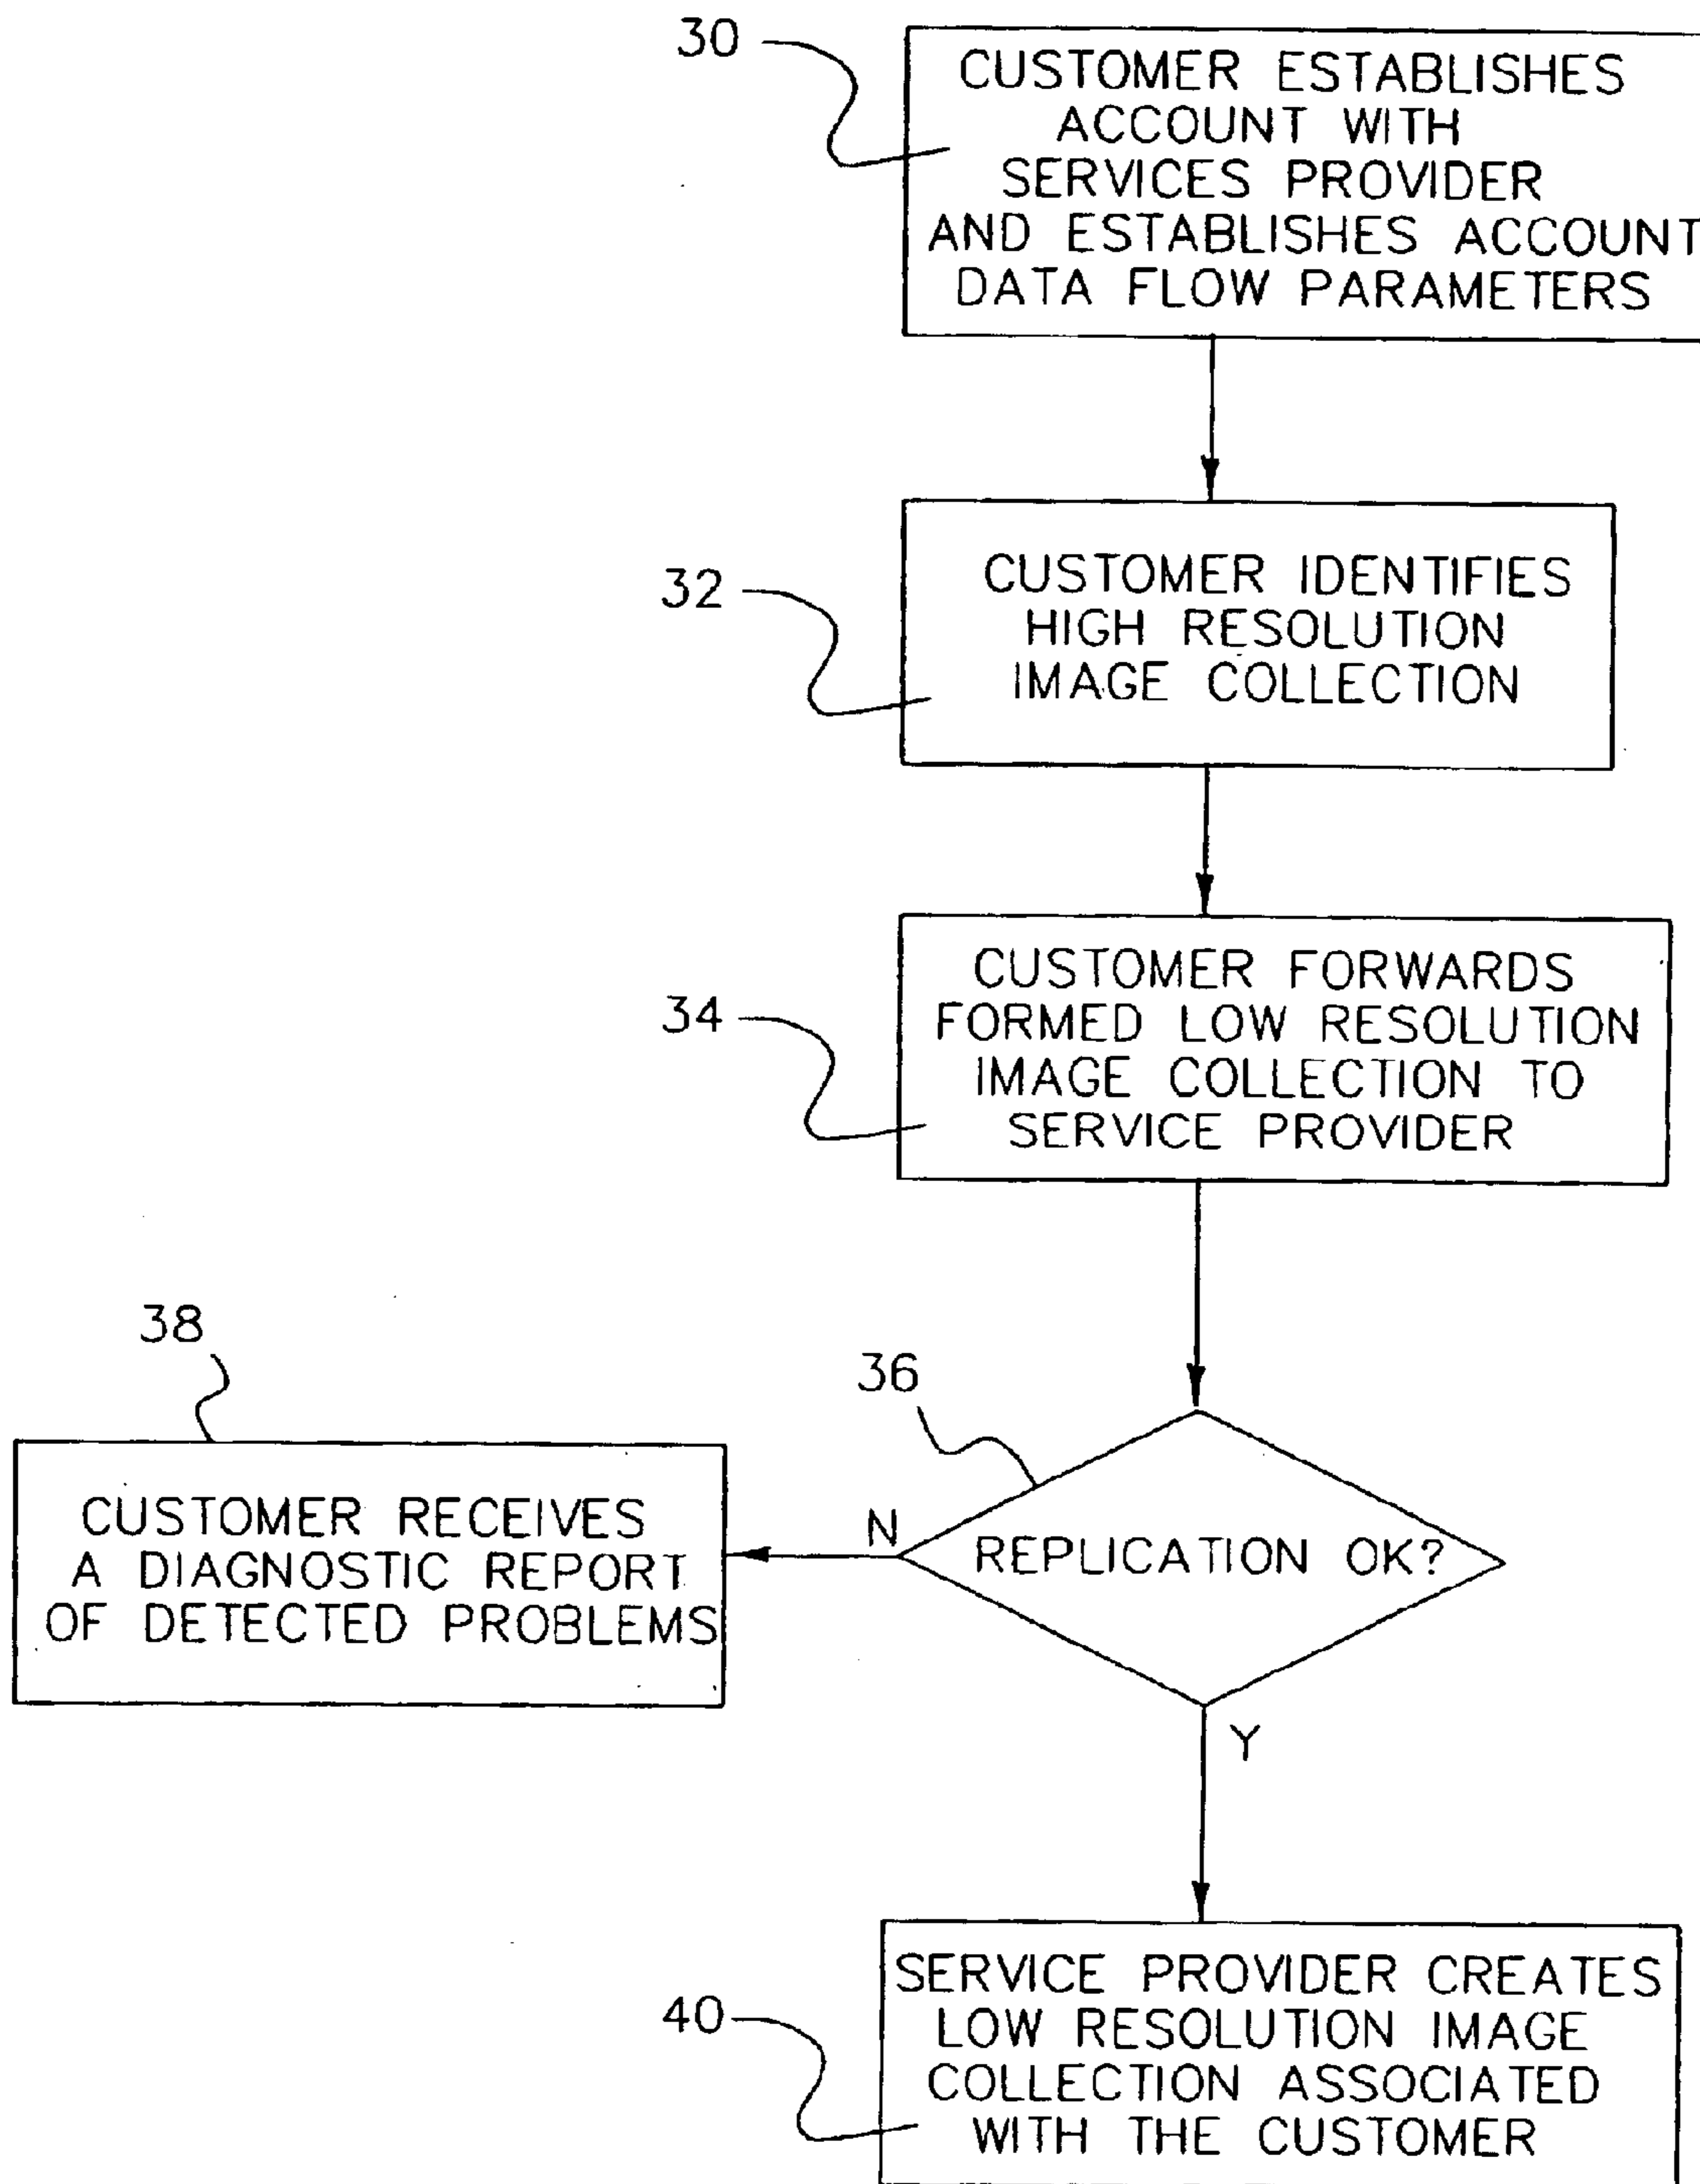 30
CUSTOMER ESTABLISHES
ACCOUNT WITH
SERVICES PROVIDER
AND ESTABLISHES ACCOUNT
DATA FLOW PARAMETERS
32
CUSTOMER IDENTIFIES
HIGH RESOLUTION
IMAGE COLLECTION
34
CUSTOMER FORWARDS
FORMED LOW RESOLUTION
IMAGE COLLECTION TO
SERVICE PROVIDER
36
REPLICATION OK?
N
38
CUSTOMER RECEIVES
A DIAGNOSTIC REPORT
OF DETECTED PROBLEMS
Y
40
SERVICE PROVIDER CREATES
LOW RESOLUTION IMAGE
COLLECTION ASSOCIATED
WITH THE CUSTOMER